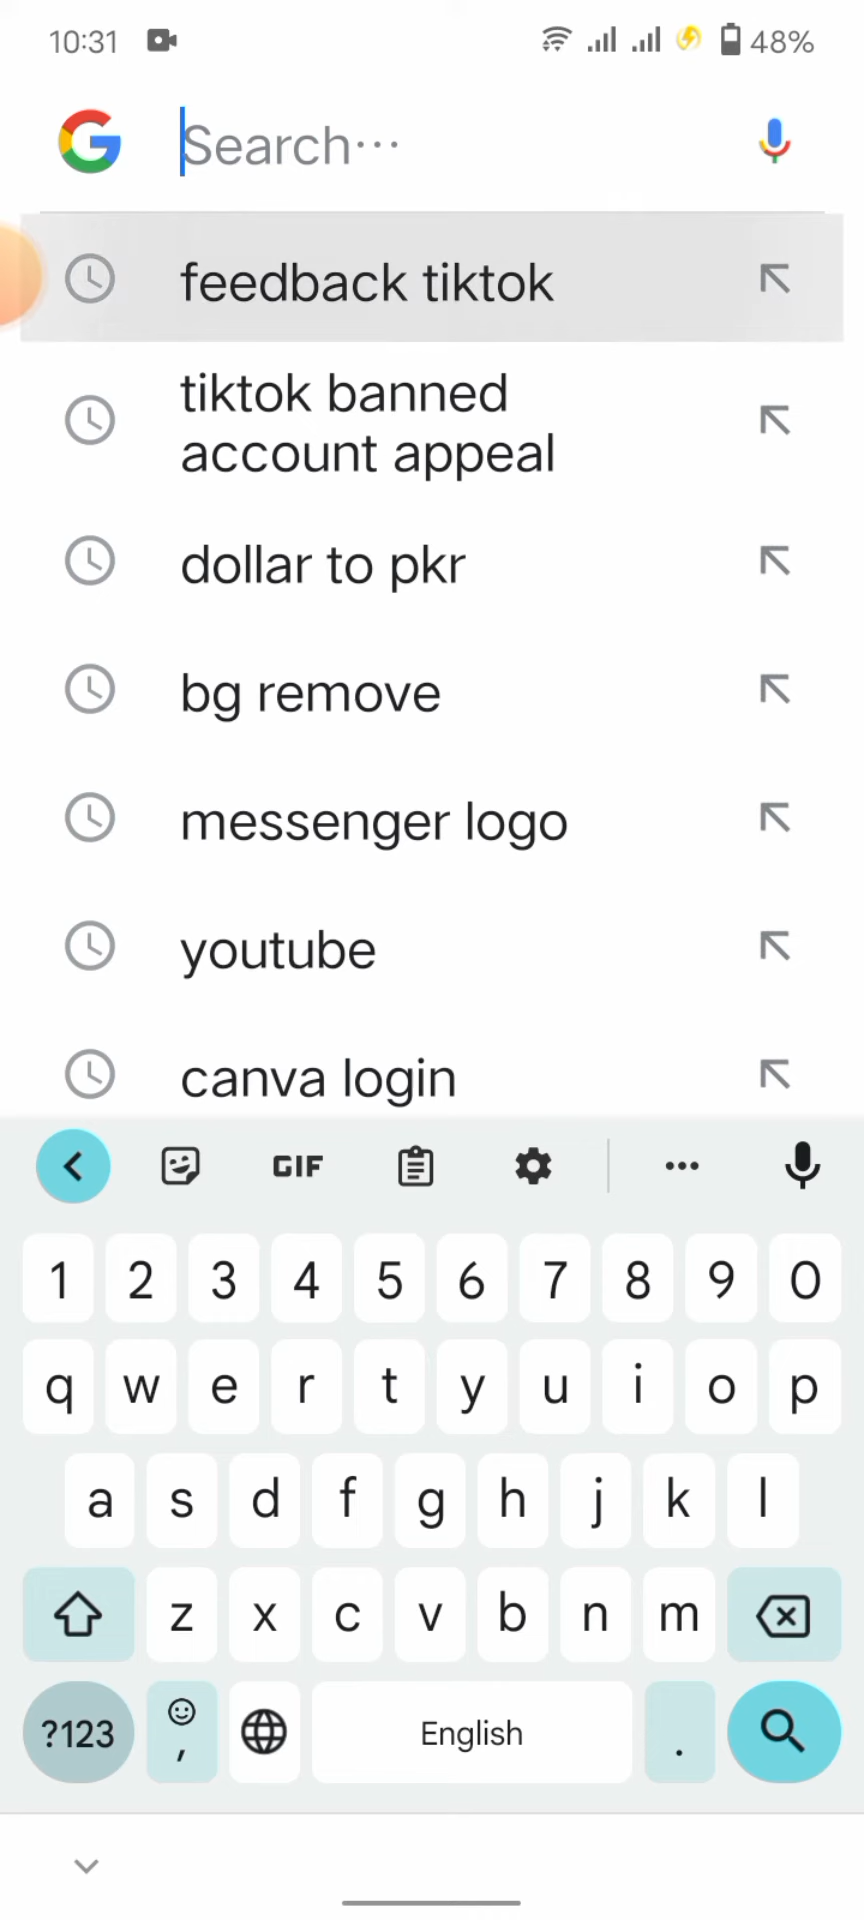 10:31 48%
Search...
feedback tiktok
tiktok banned
account appeal
dollar to pkr
bg remove
messenger logo
youtube
canva login
GIF
1 2 3 4 5 6 7 8 9 0
q w e r t y u i o p
a s d f g h j k l
z x c v b n m
?123 , English .